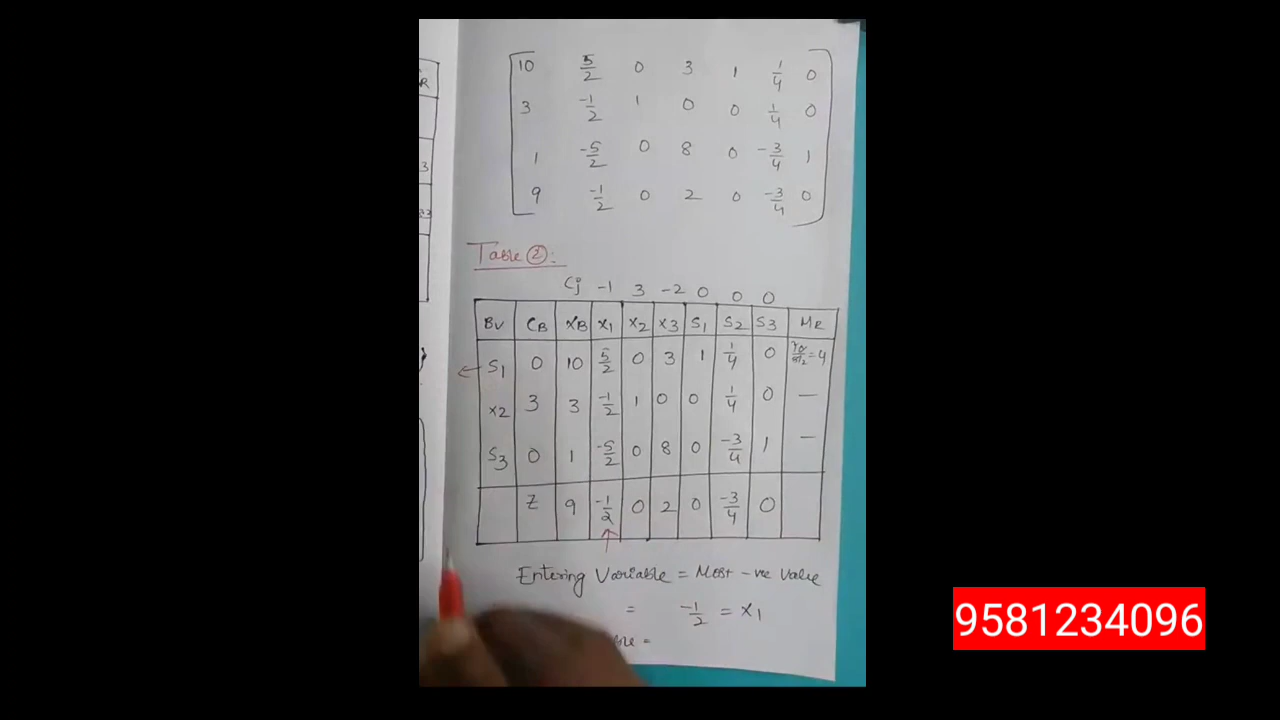 10 5/2 0 3 1 1/4 0
3 -1/2 1 0 0 1/4 0
1 -5/2 0 8 0 -3/4 1
9 -1/2 0 2 0 -3/4 0
Table ②:
Cj -1 3 -2 0 0 0
BV CB XB X1 X2 X3 S1 S2 S3 MR
S1 0 10 5/2 0 3 1 1/4 0 10/5/2=4
X2 3 3 -1/2 1 0 0 1/4 0 —
S3 0 1 -5/2 0 8 0 -3/4 1 —
Z 9 -1/2 0 2 0 -3/4 0
Entering Variable = Most -ve Value
= -1/2 = X1
=
R
3
33
9581234096